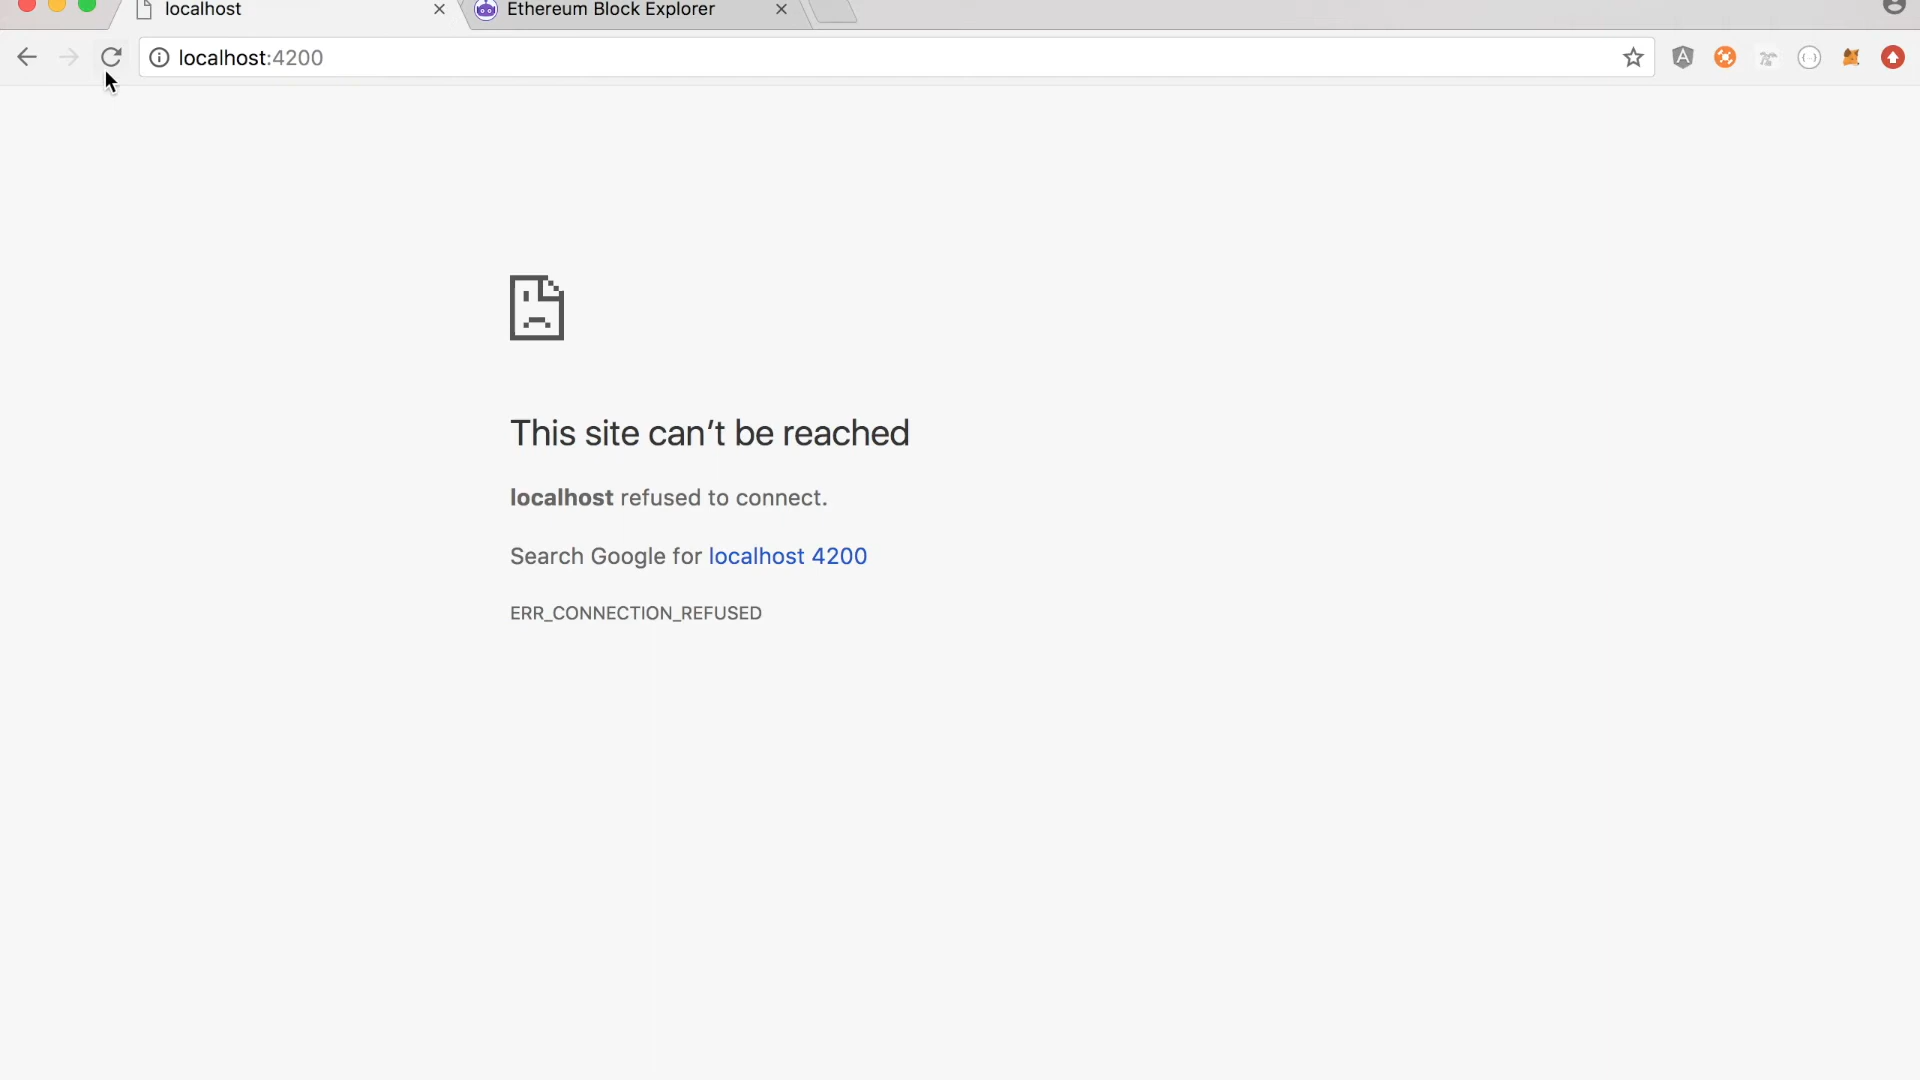 localhost
Ethereum Block Explorer
localhost:4200
This site can't be reached
localhost refused to connect.
Search Google for localhost 4200
ERR_CONNECTION_REFUSED